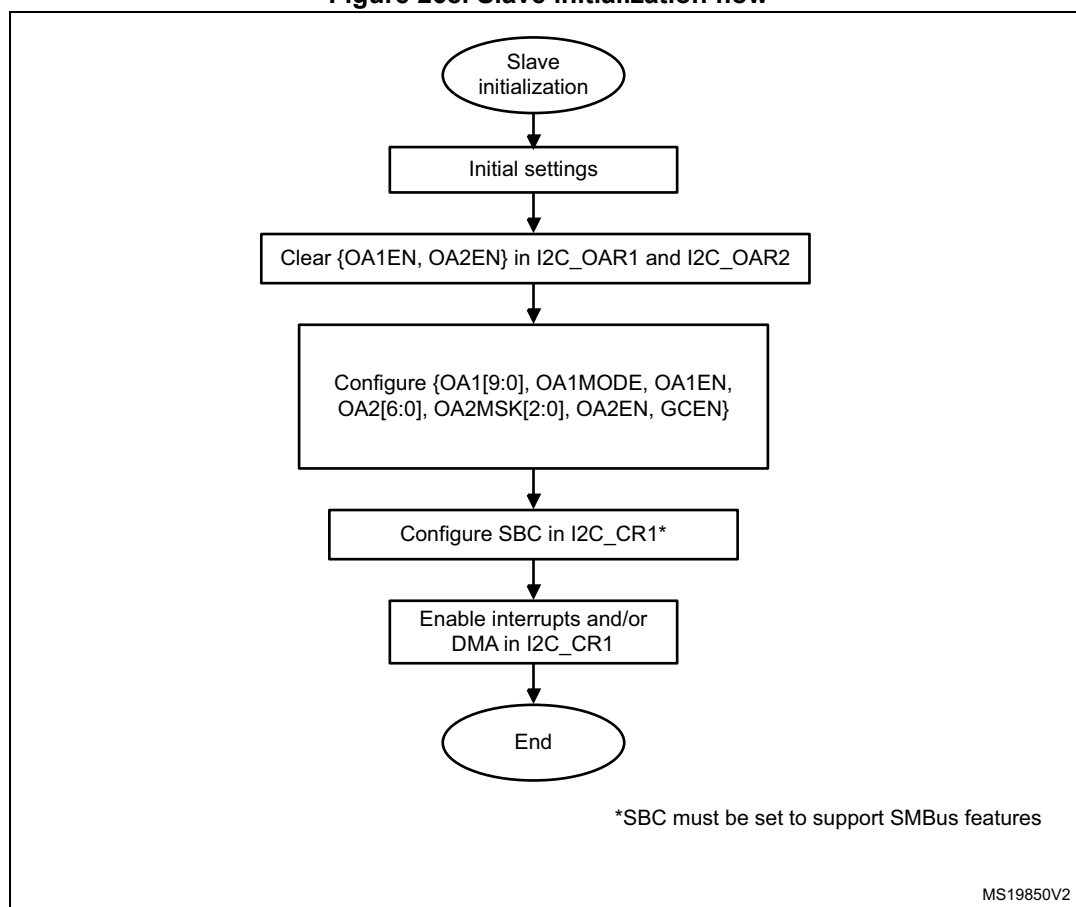 Slave
initialization
Initial settings
Clear {OA1EN, OA2EN} in I2C_OAR1 and I2C_OAR2
Configure {OA1[9:0], OA1MODE, OA1EN,
OA2[6:0], OA2MSK[2:0], OA2EN, GCEN}
Configure SBC in I2C_CR1*
Enable interrupts and/or
DMA in I2C_CR1
End
*SBC must be set to support SMBus features
MS19850V2